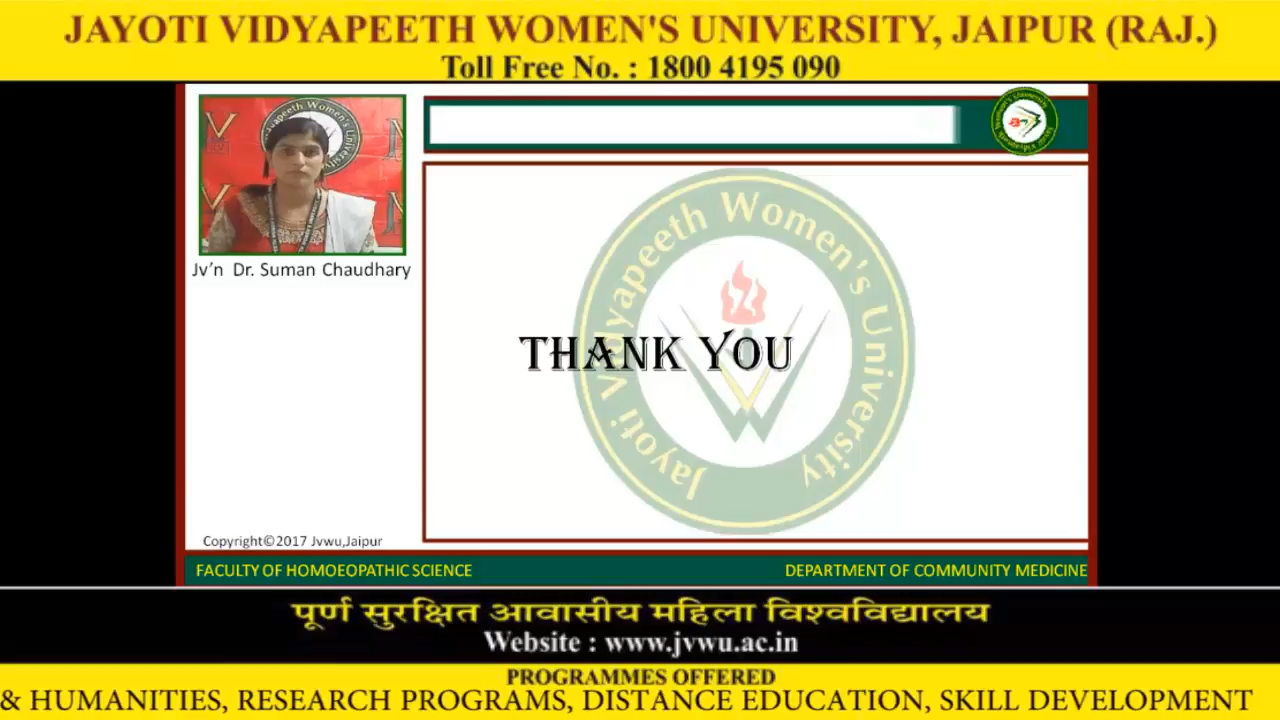 JAYOTI VIDYAPEETH WOMEN'S UNIVERSITY, JAIPUR (RAJ.)
Toll Free No. : 1800 4195 090
Jv'n Dr. Suman Chaudhary
Jayoti Vidyapeeth Women's University
THANK YOU
Copyright©2017 Jvwu,Jaipur
FACULTY OF HOMOEOPATHIC SCIENCE
DEPARTMENT OF COMMUNITY MEDICINE
पूर्ण सुरक्षित आवासीय महिला विश्वविद्यालय
Website : www.jvwu.ac.in
PROGRAMMES OFFERED
& HUMANITIES, RESEARCH PROGRAMS, DISTANCE EDUCATION, SKILL DEVELOPMENT